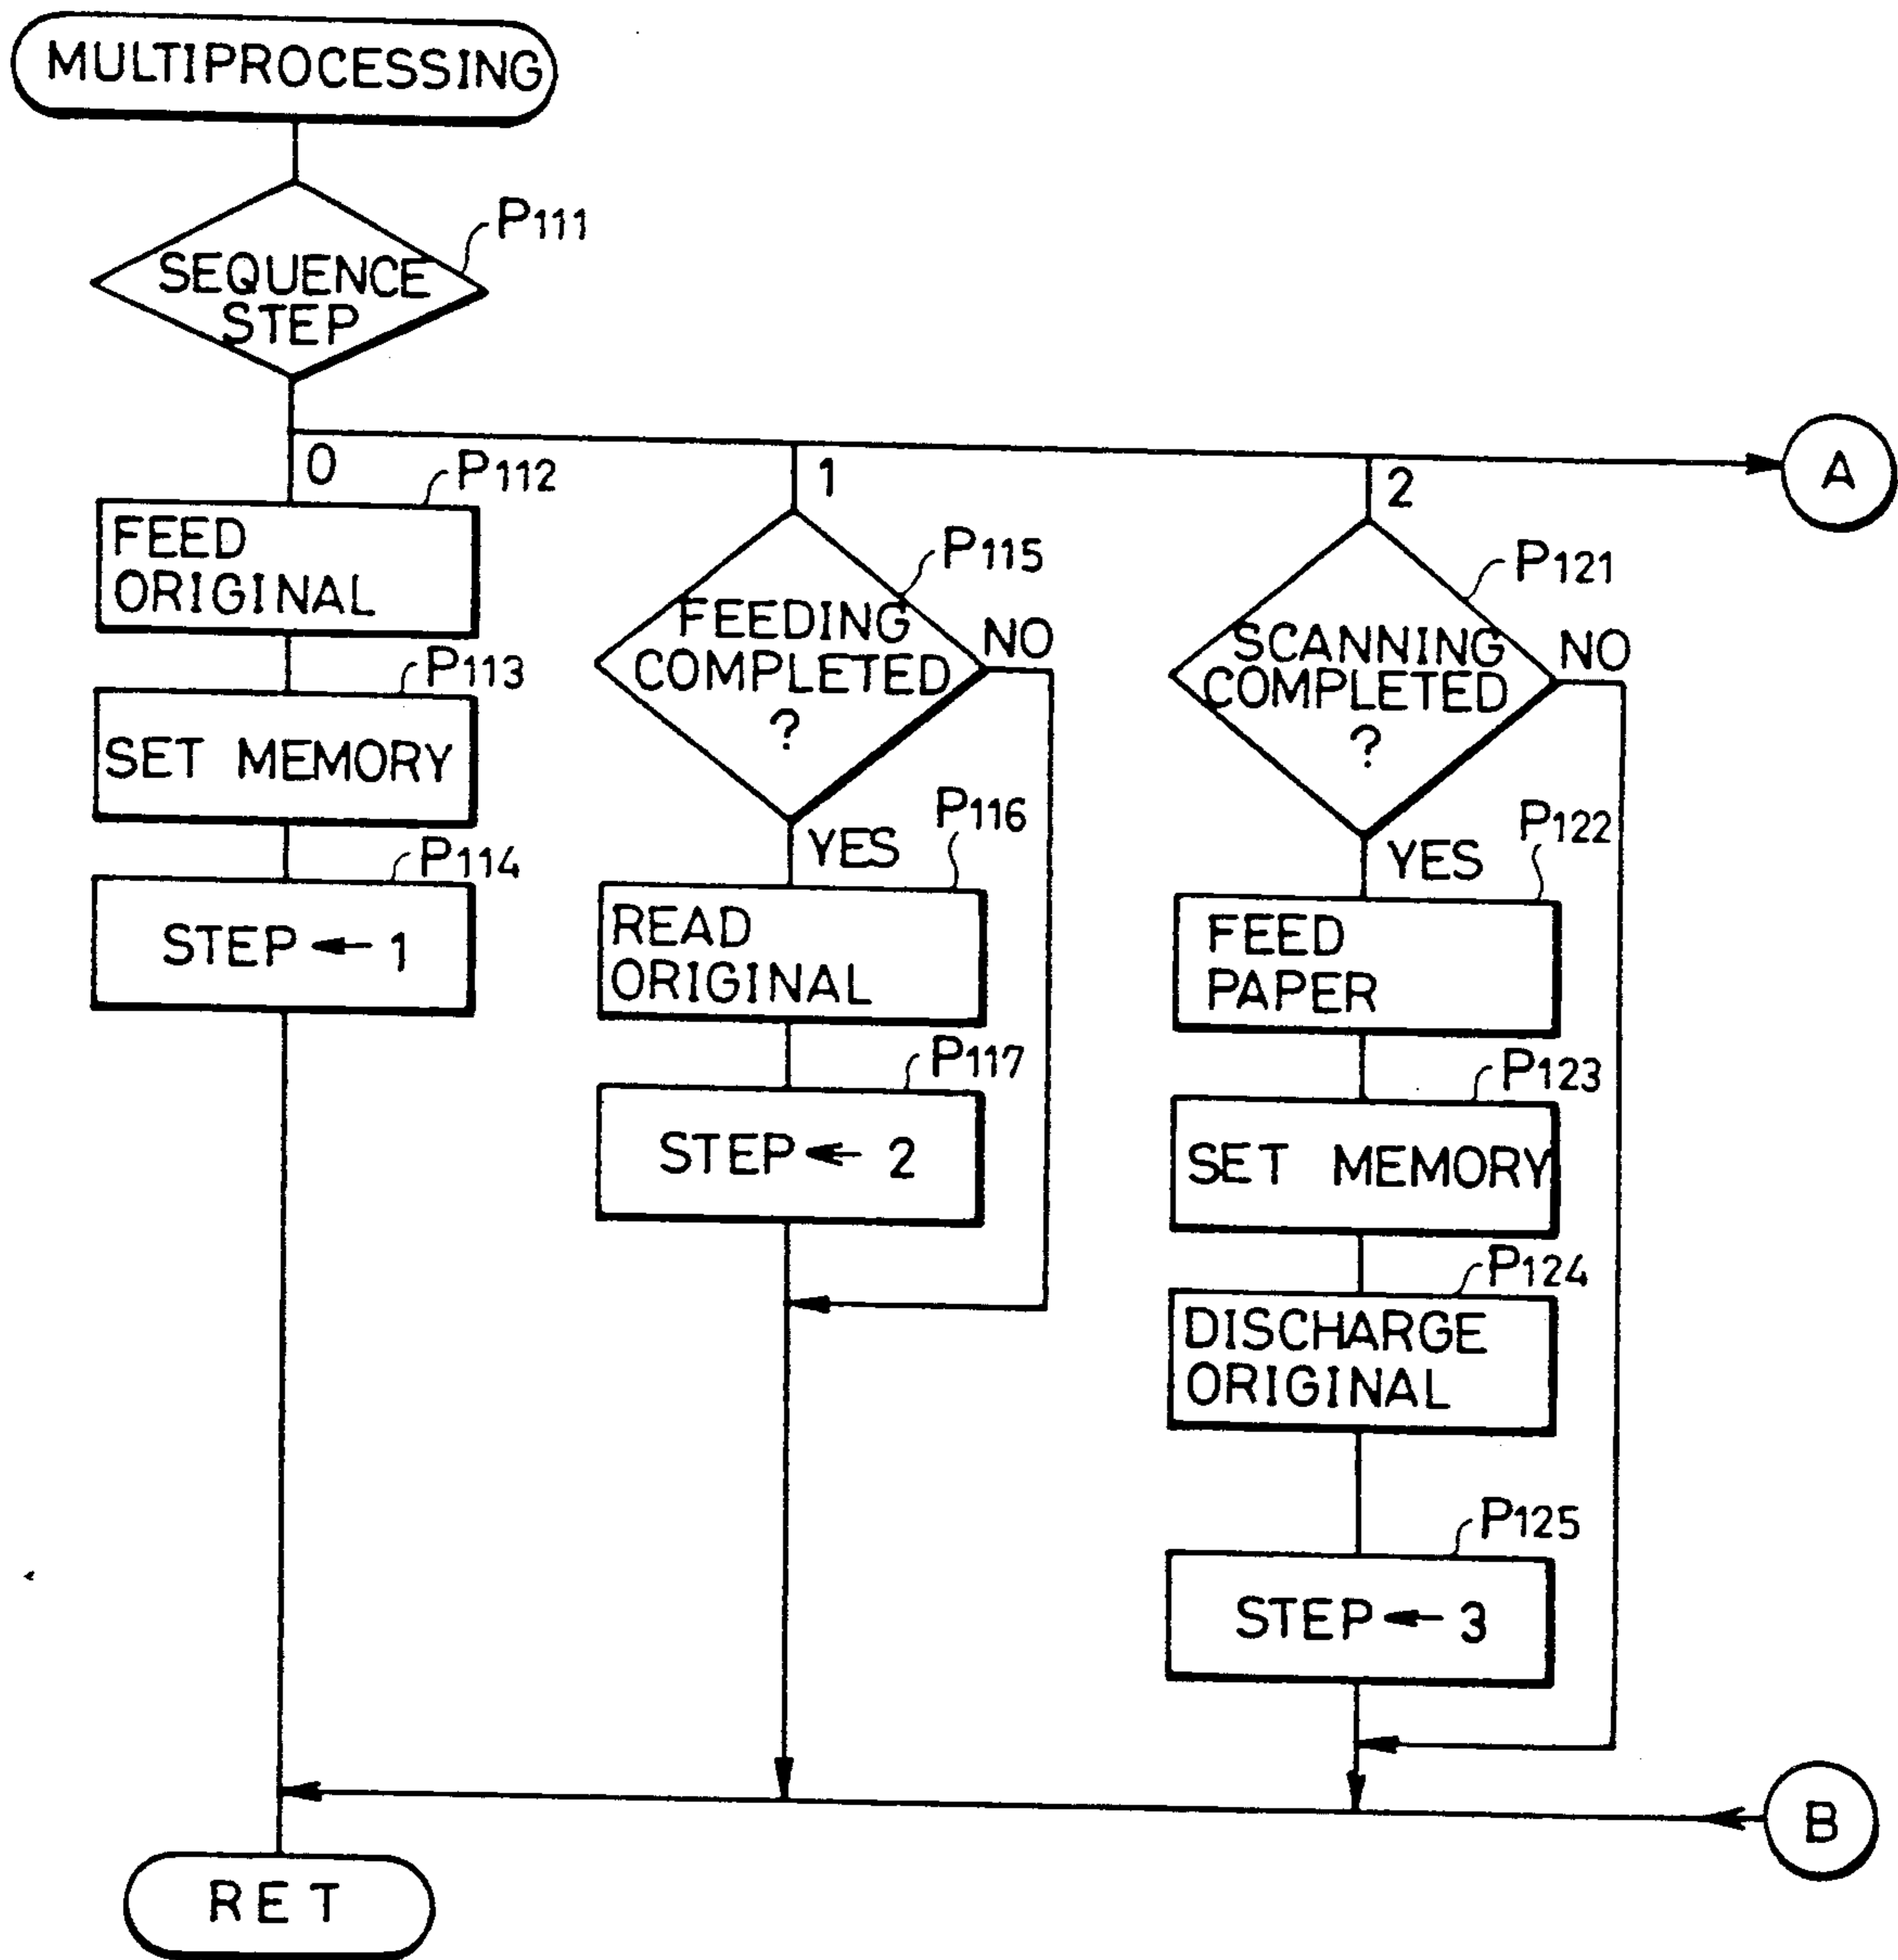 MULTIPROCESSING
P111
SEQUENCE
STEP
A
0
P112
FEED
ORIGINAL
P113
SET MEMORY
P114
STEP ← 1
1
P115
FEEDING
COMPLETED
?
NO
YES
P116
READ
ORIGINAL
P117
STEP ← 2
2
P121
SCANNING
COMPLETED
?
NO
YES
P122
FEED
PAPER
P123
SET MEMORY
P124
DISCHARGE
ORIGINAL
P125
STEP ← 3
B
RET